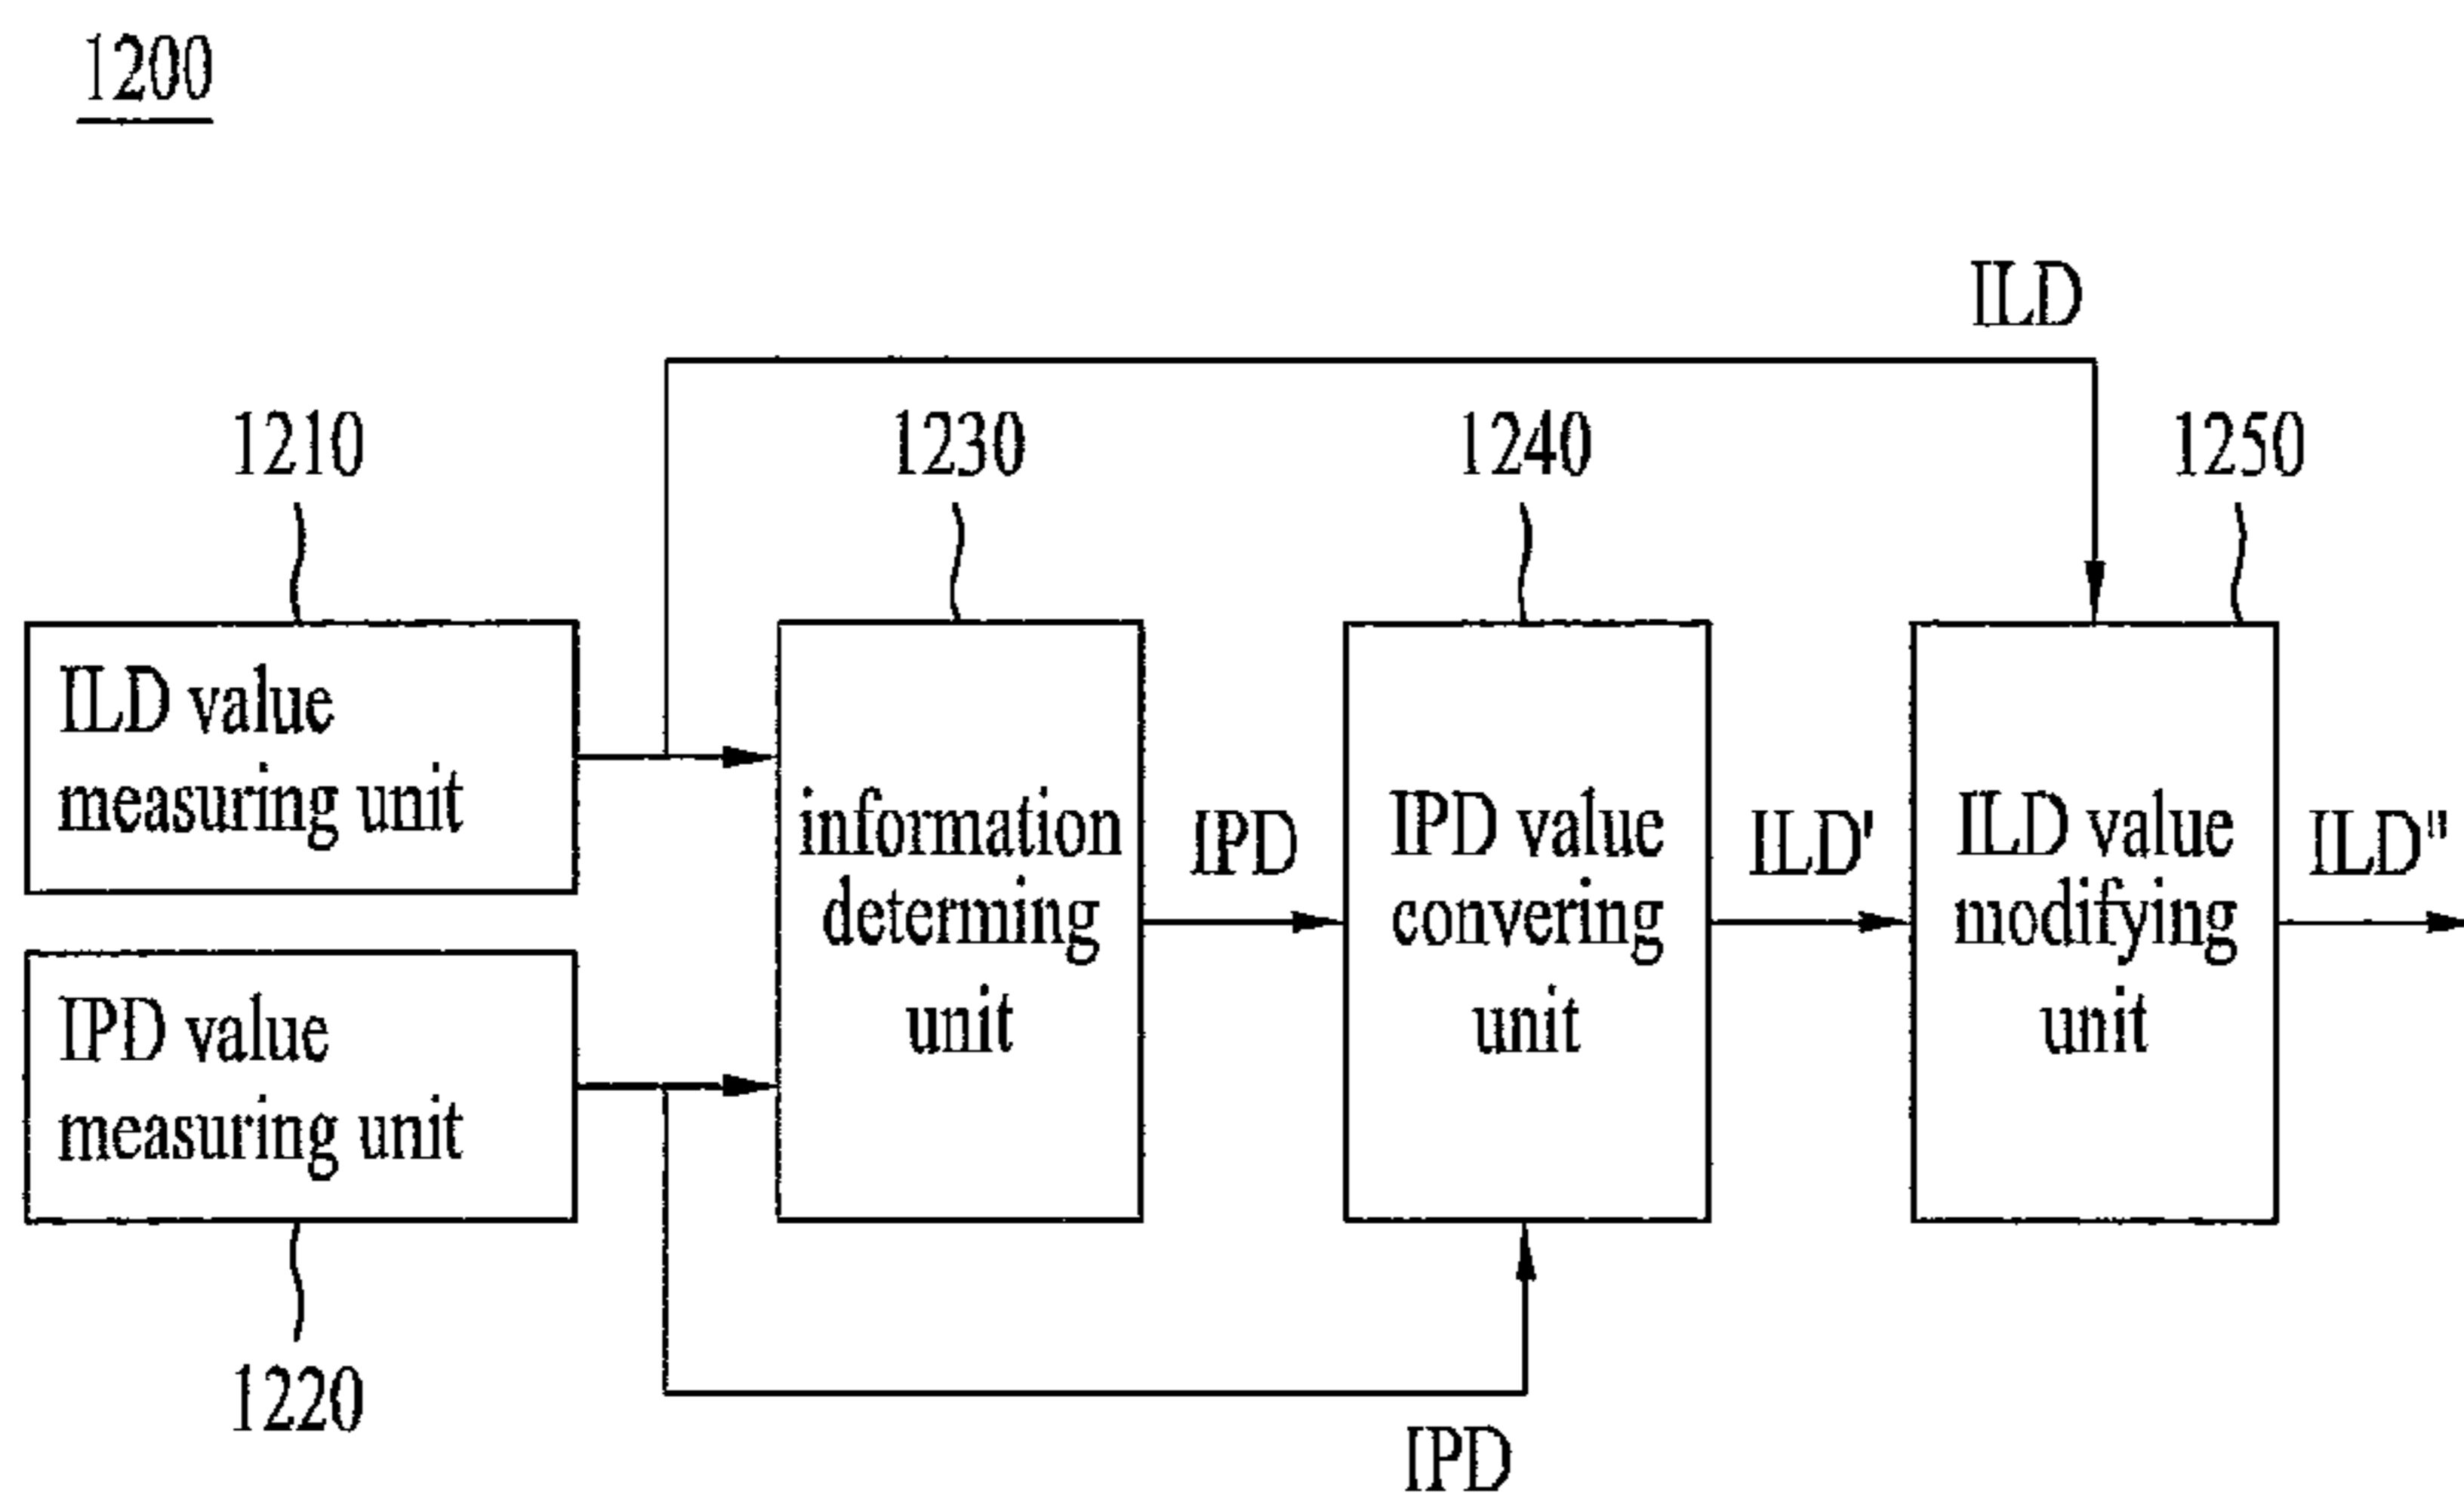 1200
ILD
1210
1230
1240
1250
ILD value
measuring unit
information
determing
unit
IPD
IPD value
convering
unit
ILD'
ILD value
modifying
unit
ILD"
IPD value
measuring unit
1220
IPD